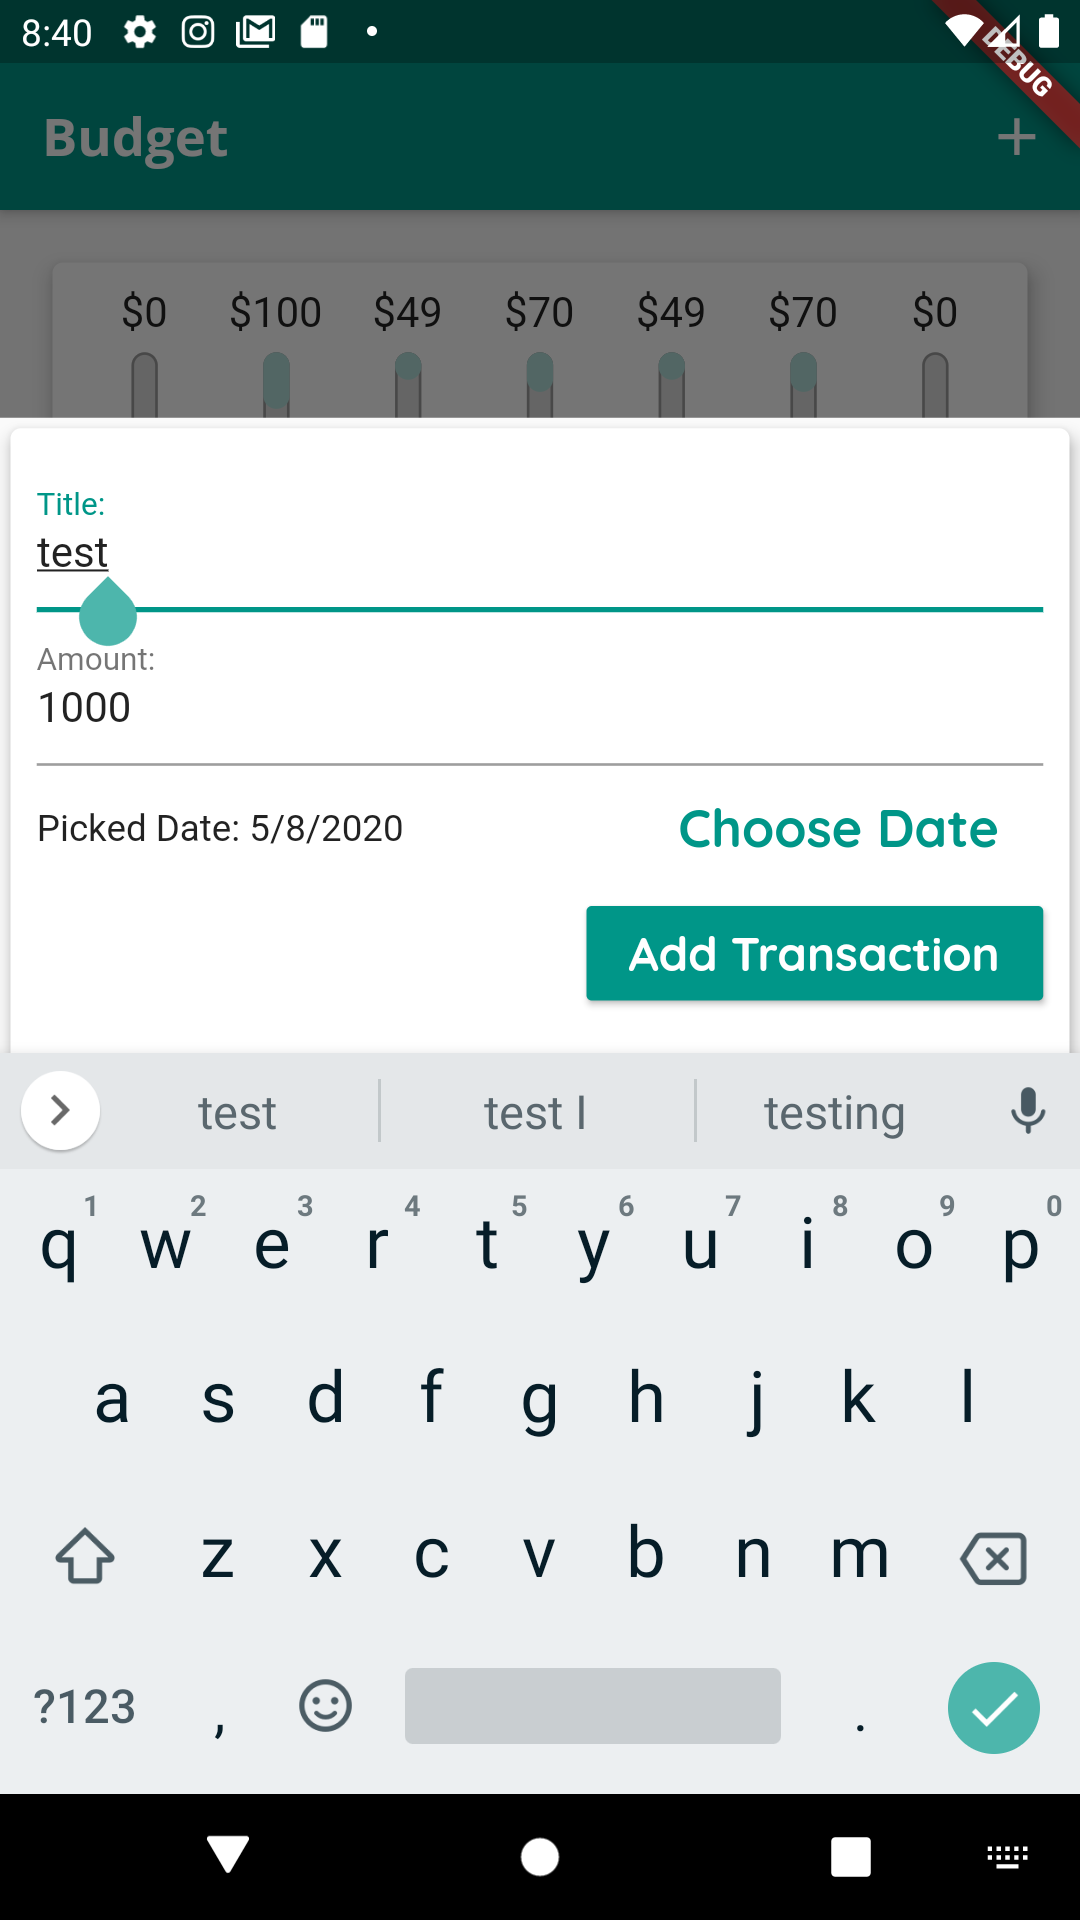 8:40
DEBUG
Budget
$0 $100 $49 $70 $49 $70 $0
Title:
test
Amount:
1000
Picked Date: 5/8/2020 Choose Date
Add Transaction
test test I testing
1 2 3 4 5 6 7 8 9 0
q w e r t y u i o p
a s d f g h j k l
z x c v b n m
?123 , .